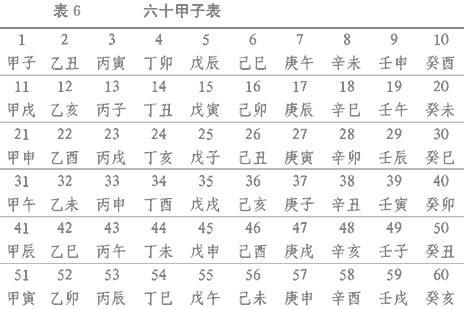 表6 六十甲子表
1 2 3 4 5 6 7 8 9 10
甲子 乙丑 丙寅 丁卯 戊辰 己巳 庚午 辛未 壬申 癸酉
11 12 13 14 15 16 17 18 19 20
甲戌 乙亥 丙子 丁丑 戊寅 己卯 庚辰 辛巳 壬午 癸未
21 22 23 24 25 26 27 28 29 30
甲申 乙酉 丙戌 丁亥 戊子 己丑 庚寅 辛卯 壬辰 癸巳
31 32 33 34 35 36 37 38 39 40
甲午 乙未 丙申 丁酉 戊戌 己亥 庚子 辛丑 壬寅 癸卯
41 42 43 44 45 46 47 48 49 50
甲辰 乙巳 丙午 丁未 戊申 己酉 庚戌 辛亥 壬子 癸丑
51 52 53 54 55 56 57 58 59 60
甲寅 乙卯 丙辰 丁巳 戊午 己未 庚申 辛酉 壬戌 癸亥